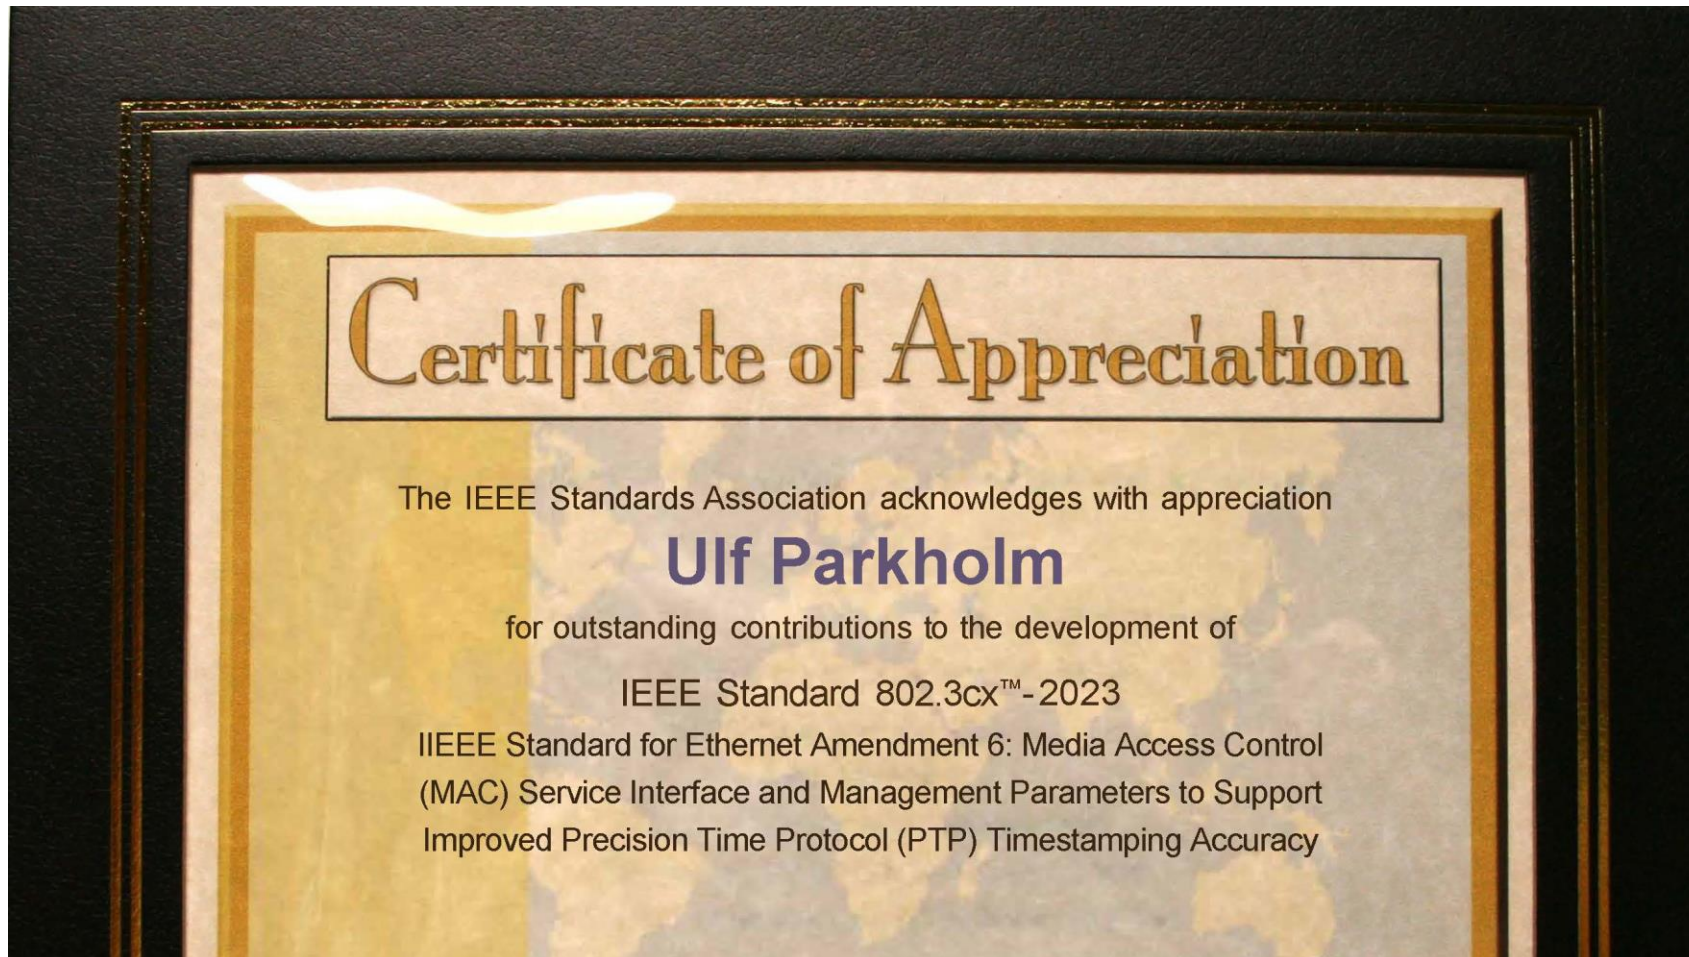 Certificate of Appreciation
The IEEE Standards Association acknowledges with appreciation
Ulf Parkholm
for outstanding contributions to the development of
IEEE Standard 802.3cx™-2023
IIEEE Standard for Ethernet Amendment 6: Media Access Control
(MAC) Service Interface and Management Parameters to Support
Improved Precision Time Protocol (PTP) Timestamping Accuracy